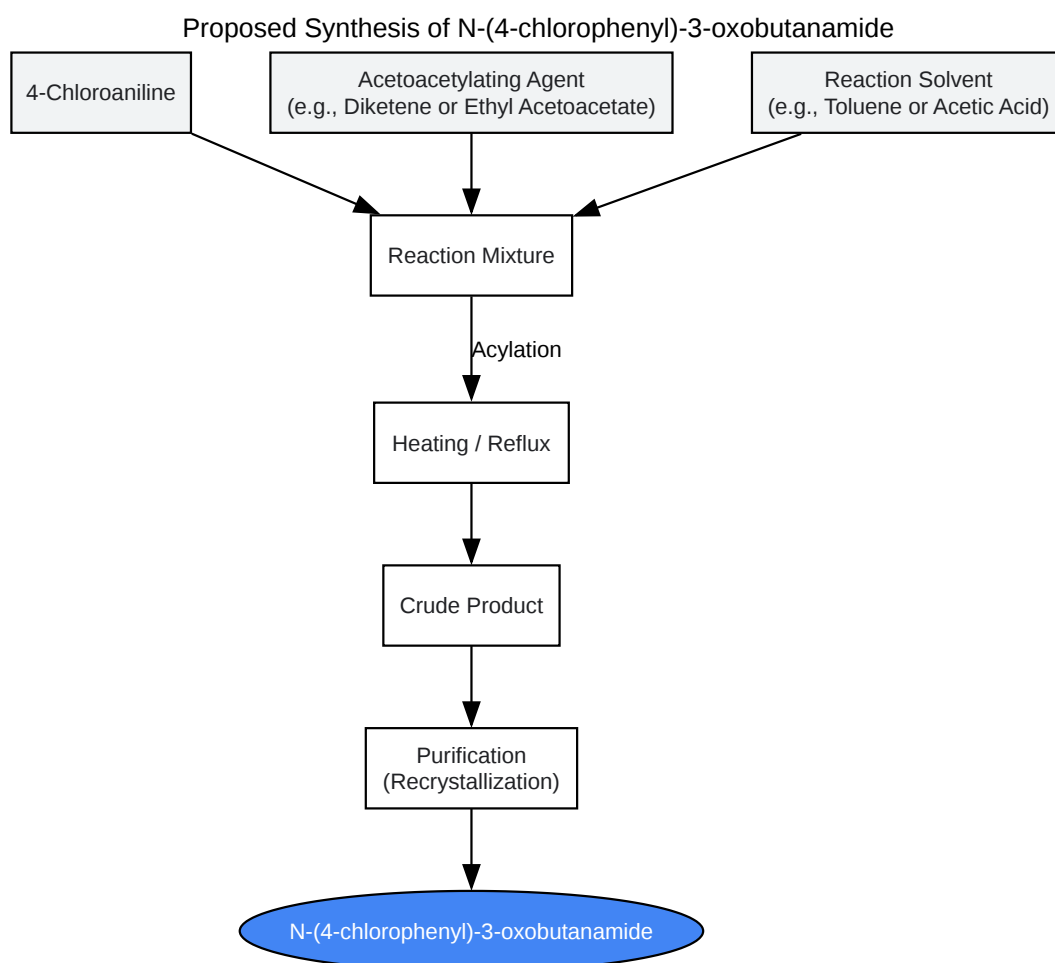 Proposed Synthesis of N-(4-chlorophenyl)-3-oxobutanamide
4-Chloroaniline
Acetoacetylating Agent
(e.g., Diketene or Ethyl Acetoacetate)
Reaction Solvent
(e.g., Toluene or Acetic Acid)
Reaction Mixture
Acylation
Heating / Reflux
Crude Product
Purification
(Recrystallization)
N-(4-chlorophenyl)-3-oxobutanamide